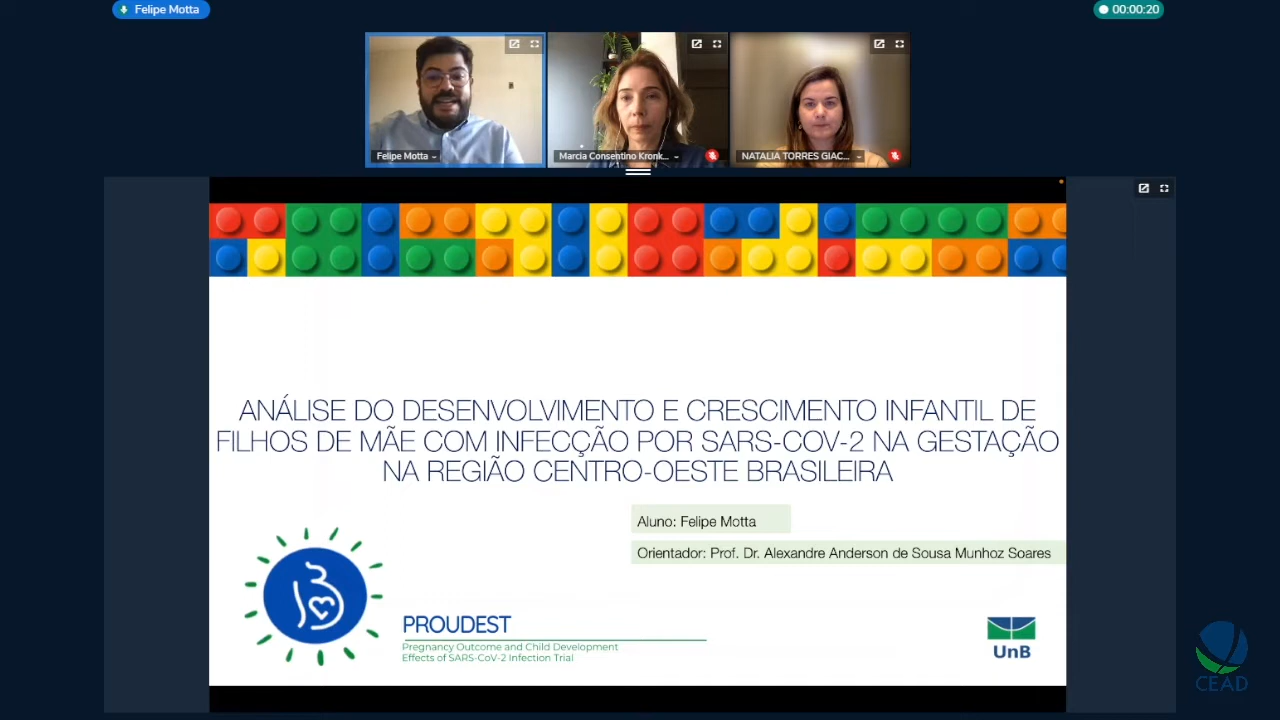 Felipe Motta
00:00:20
Felipe Motta
Marcia Consentino Kronk...
NATALIA TORRES GIAC...
ANÁLISE DO DESENVOLVIMENTO E CRESCIMENTO INFANTIL DE
FILHOS DE MÃE COM INFECÇÃO POR SARS-COV-2 NA GESTAÇÃO
NA REGIÃO CENTRO-OESTE BRASILEIRA
Aluno: Felipe Motta
Orientador: Prof. Dr. Alexandre Anderson de Sousa Munhoz Soares
PROUDEST
Pregnancy Outcome and Child Development
Effects of SARS-CoV-2 Infection Trial
UnB
CEAD